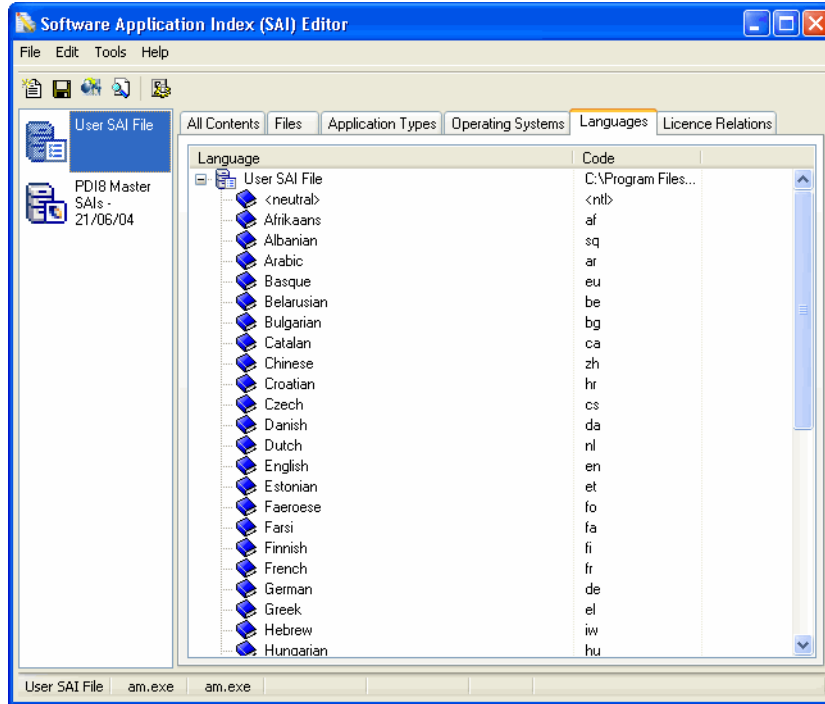 Software Application Index (SAI) Editor
File Edit Tools Help
User SAI File
PDI8 Master
SAIs -
21/06/04
All Contents Files Application Types Operating Systems Languages Licence Relations
Language Code
User SAI File C:\Program Files...
<neutral> <ntl>
Afrikaans af
Albanian sq
Arabic ar
Basque eu
Belarusian be
Bulgarian bg
Catalan ca
Chinese zh
Croatian hr
Czech cs
Danish da
Dutch nl
English en
Estonian et
Faeroese fo
Farsi fa
Finnish fi
French fr
German de
Greek el
Hebrew iw
Hungarian hu
User SAI File am.exe am.exe